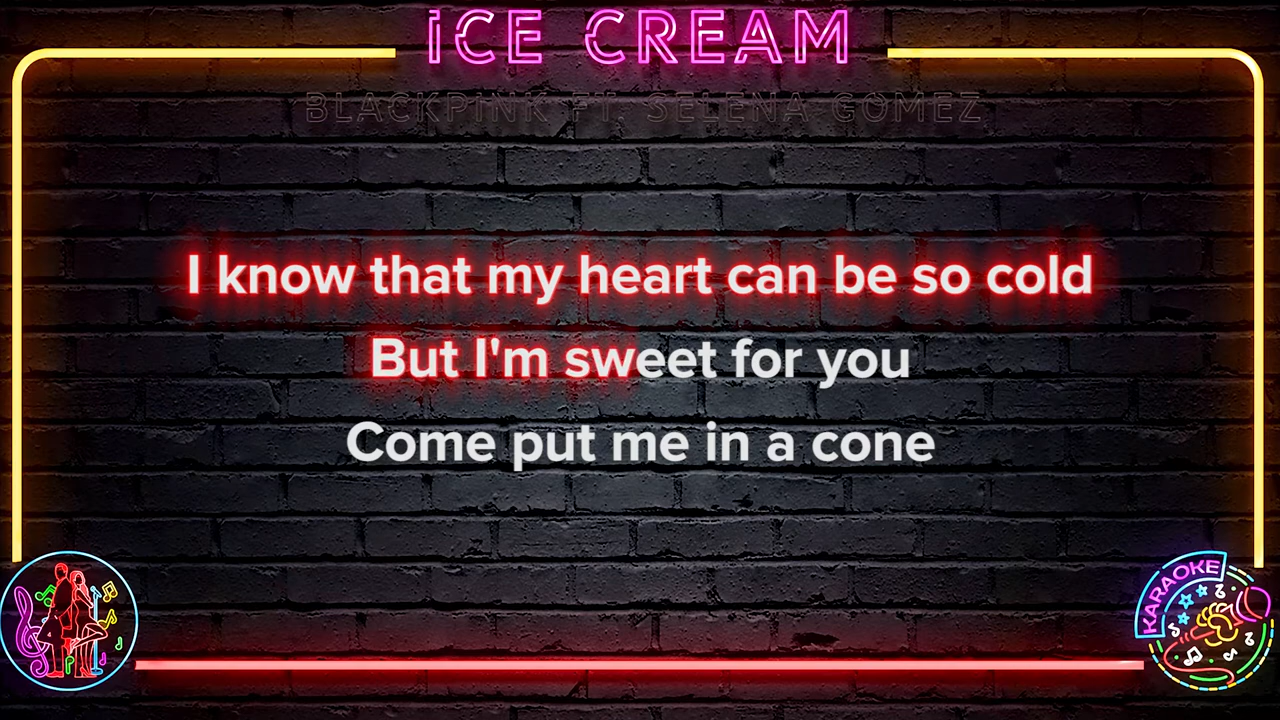 ICE CREAM
BLACKPINK FT. SELENA GOMEZ
I know that my heart can be so cold
But I'm sweet for you
Come put me in a cone
KARAOKE